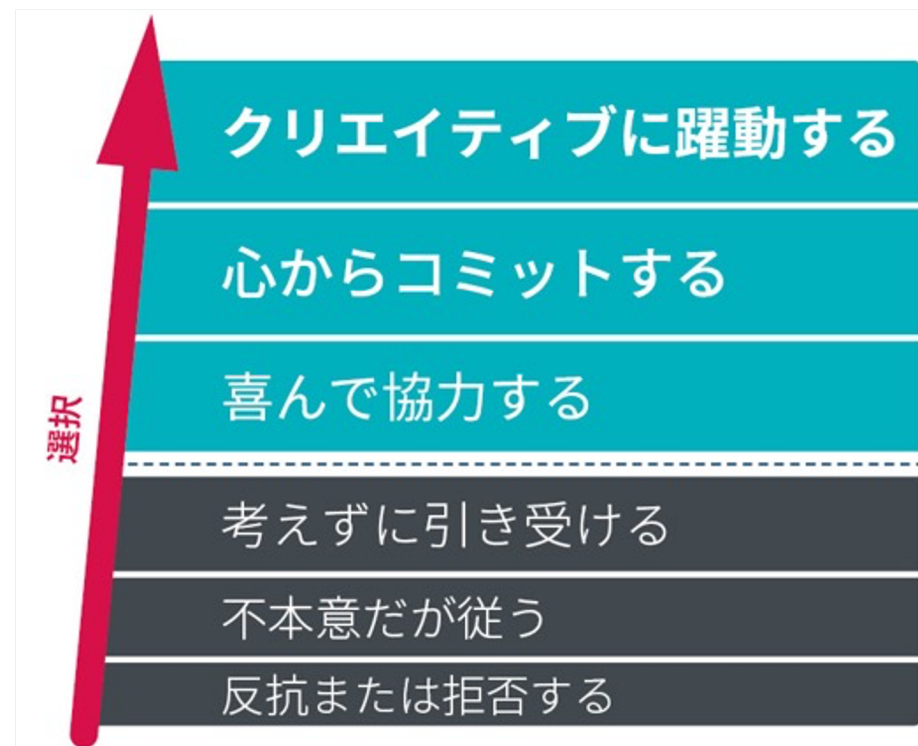 クリエイティブに躍動する
心からコミットする
喜んで協力する
選択
考えずに引き受ける
不本意だが従う
反抗または拒否する